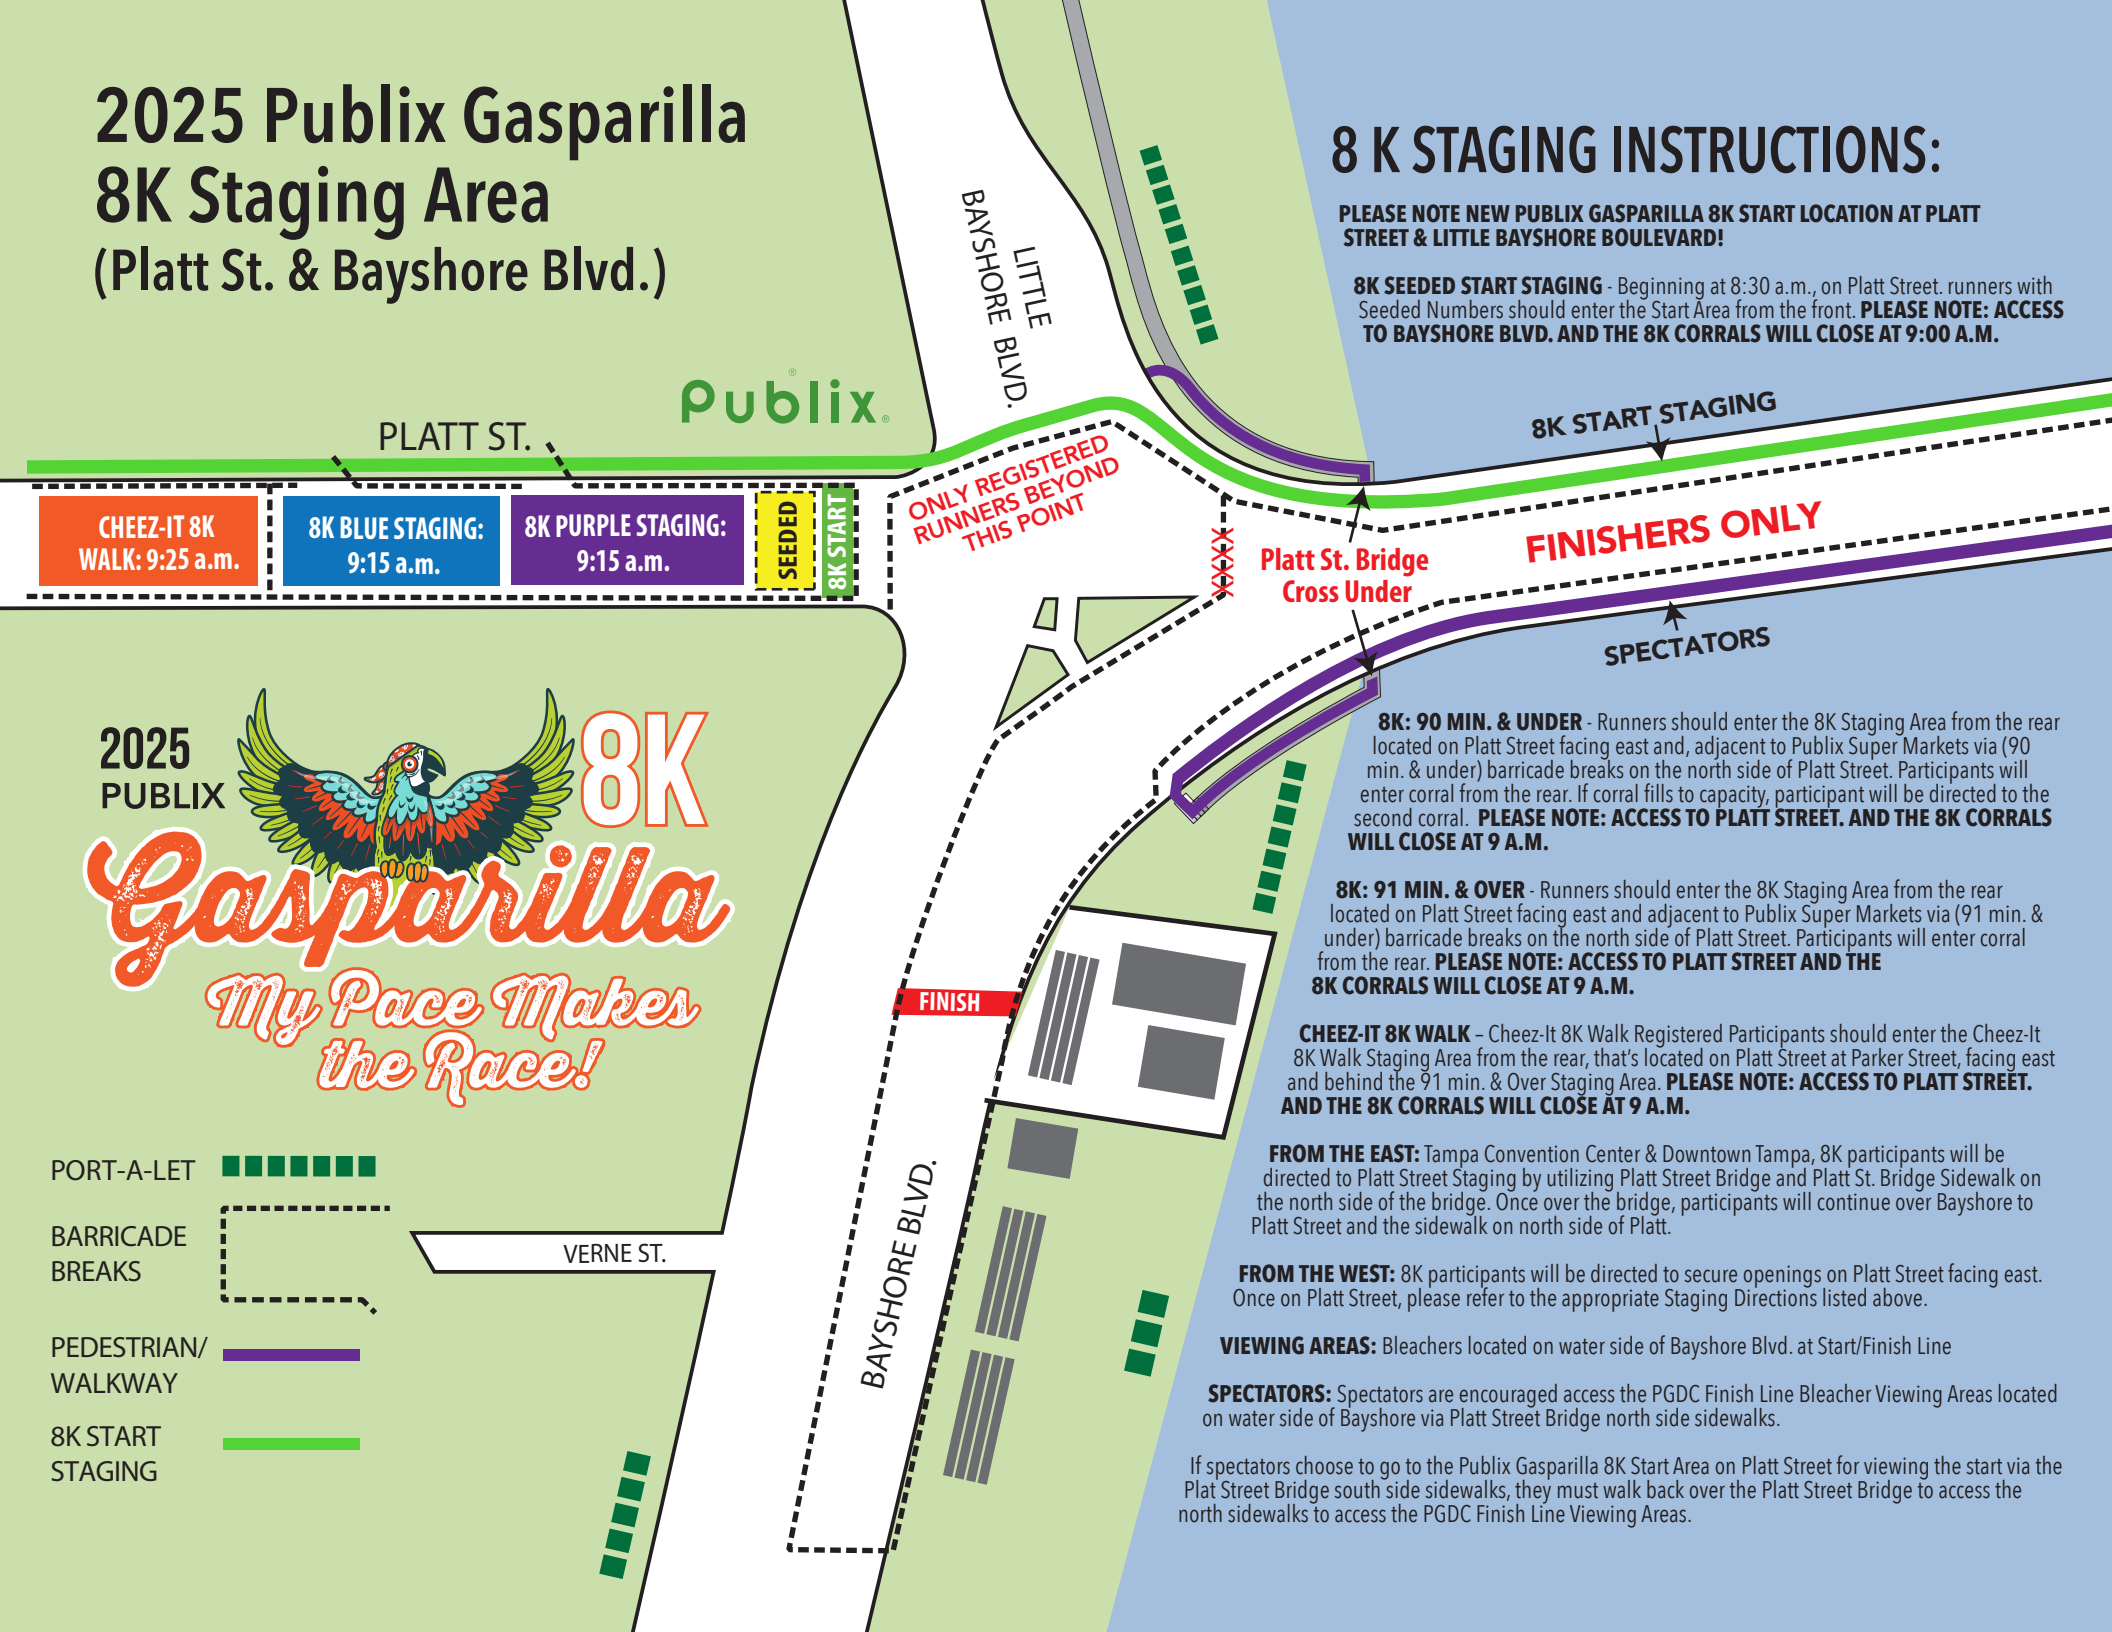 2025 Publix Gasparilla
8K Staging Area
(Platt St. & Bayshore Blvd.)
8 K STAGING INSTRUCTIONS:
PLEASE NOTE NEW PUBLIX GASPARILLA 8K START LOCATION AT PLATT
STREET & LITTLE BAYSHORE BOULEVARD!
8K SEEDED START STAGING - Beginning at 8:30 a.m., on Platt Street. runners with
Seeded Numbers should enter the Start Area from the front. PLEASE NOTE: ACCESS
TO BAYSHORE BLVD. AND THE 8K CORRALS WILL CLOSE AT 9:00 A.M.
LITTLE
BAYSHORE BLVD.
Publix®
PLATT ST.
8K START STAGING
ONLY REGISTERED
RUNNERS BEYOND
THIS POINT
CHEEZ-IT 8K
WALK: 9:25 a.m.
8K BLUE STAGING:
9:15 a.m.
8K PURPLE STAGING:
9:15 a.m.
SEEDED
8K START
XXXXX
Platt St. Bridge
Cross Under
FINISHERS ONLY
SPECTATORS
2025
PUBLIX
8K
Gasparilla
My Pace Makes
the Race!
FINISH
8K: 90 MIN. & UNDER - Runners should enter the 8K Staging Area from the rear
located on Platt Street facing east and, adjacent to Publix Super Markets via (90
min. & under) barricade breaks on the north side of Platt Street. Participants will
enter corral from the rear. If corral fills to capacity, participant will be directed to the
second corral. PLEASE NOTE: ACCESS TO PLATT STREET. AND THE 8K CORRALS
WILL CLOSE AT 9 A.M.
8K: 91 MIN. & OVER - Runners should enter the 8K Staging Area from the rear
located on Platt Street facing east and adjacent to Publix Super Markets via (91 min. &
under) barricade breaks on the north side of Platt Street. Participants will enter corral
from the rear. PLEASE NOTE: ACCESS TO PLATT STREET AND THE
8K CORRALS WILL CLOSE AT 9 A.M.
CHEEZ-IT 8K WALK – Cheez-It 8K Walk Registered Participants should enter the Cheez-It
8K Walk Staging Area from the rear, that's located on Platt Street at Parker Street, facing east
and behind the 91 min. & Over Staging Area. PLEASE NOTE: ACCESS TO PLATT STREET.
AND THE 8K CORRALS WILL CLOSE AT 9 A.M.
FROM THE EAST: Tampa Convention Center & Downtown Tampa, 8K participants will be
directed to Platt Street Staging by utilizing Platt Street Bridge and Platt St. Bridge Sidewalk on
the north side of the bridge. Once over the bridge, participants will continue over Bayshore to
Platt Street and the sidewalk on north side of Platt.
FROM THE WEST: 8K participants will be directed to secure openings on Platt Street facing east.
Once on Platt Street, please refer to the appropriate Staging Directions listed above.
VIEWING AREAS: Bleachers located on water side of Bayshore Blvd. at Start/Finish Line
SPECTATORS: Spectators are encouraged access the PGDC Finish Line Bleacher Viewing Areas located
on water side of Bayshore via Platt Street Bridge north side sidewalks.
If spectators choose to go to the Publix Gasparilla 8K Start Area on Platt Street for viewing the start via the
Plat Street Bridge south side sidewalks, they must walk back over the Platt Street Bridge to access the
north sidewalks to access the PGDC Finish Line Viewing Areas.
PORT-A-LET
BARRICADE
BREAKS
PEDESTRIAN/
WALKWAY
8K START
STAGING
VERNE ST.
BAYSHORE BLVD.